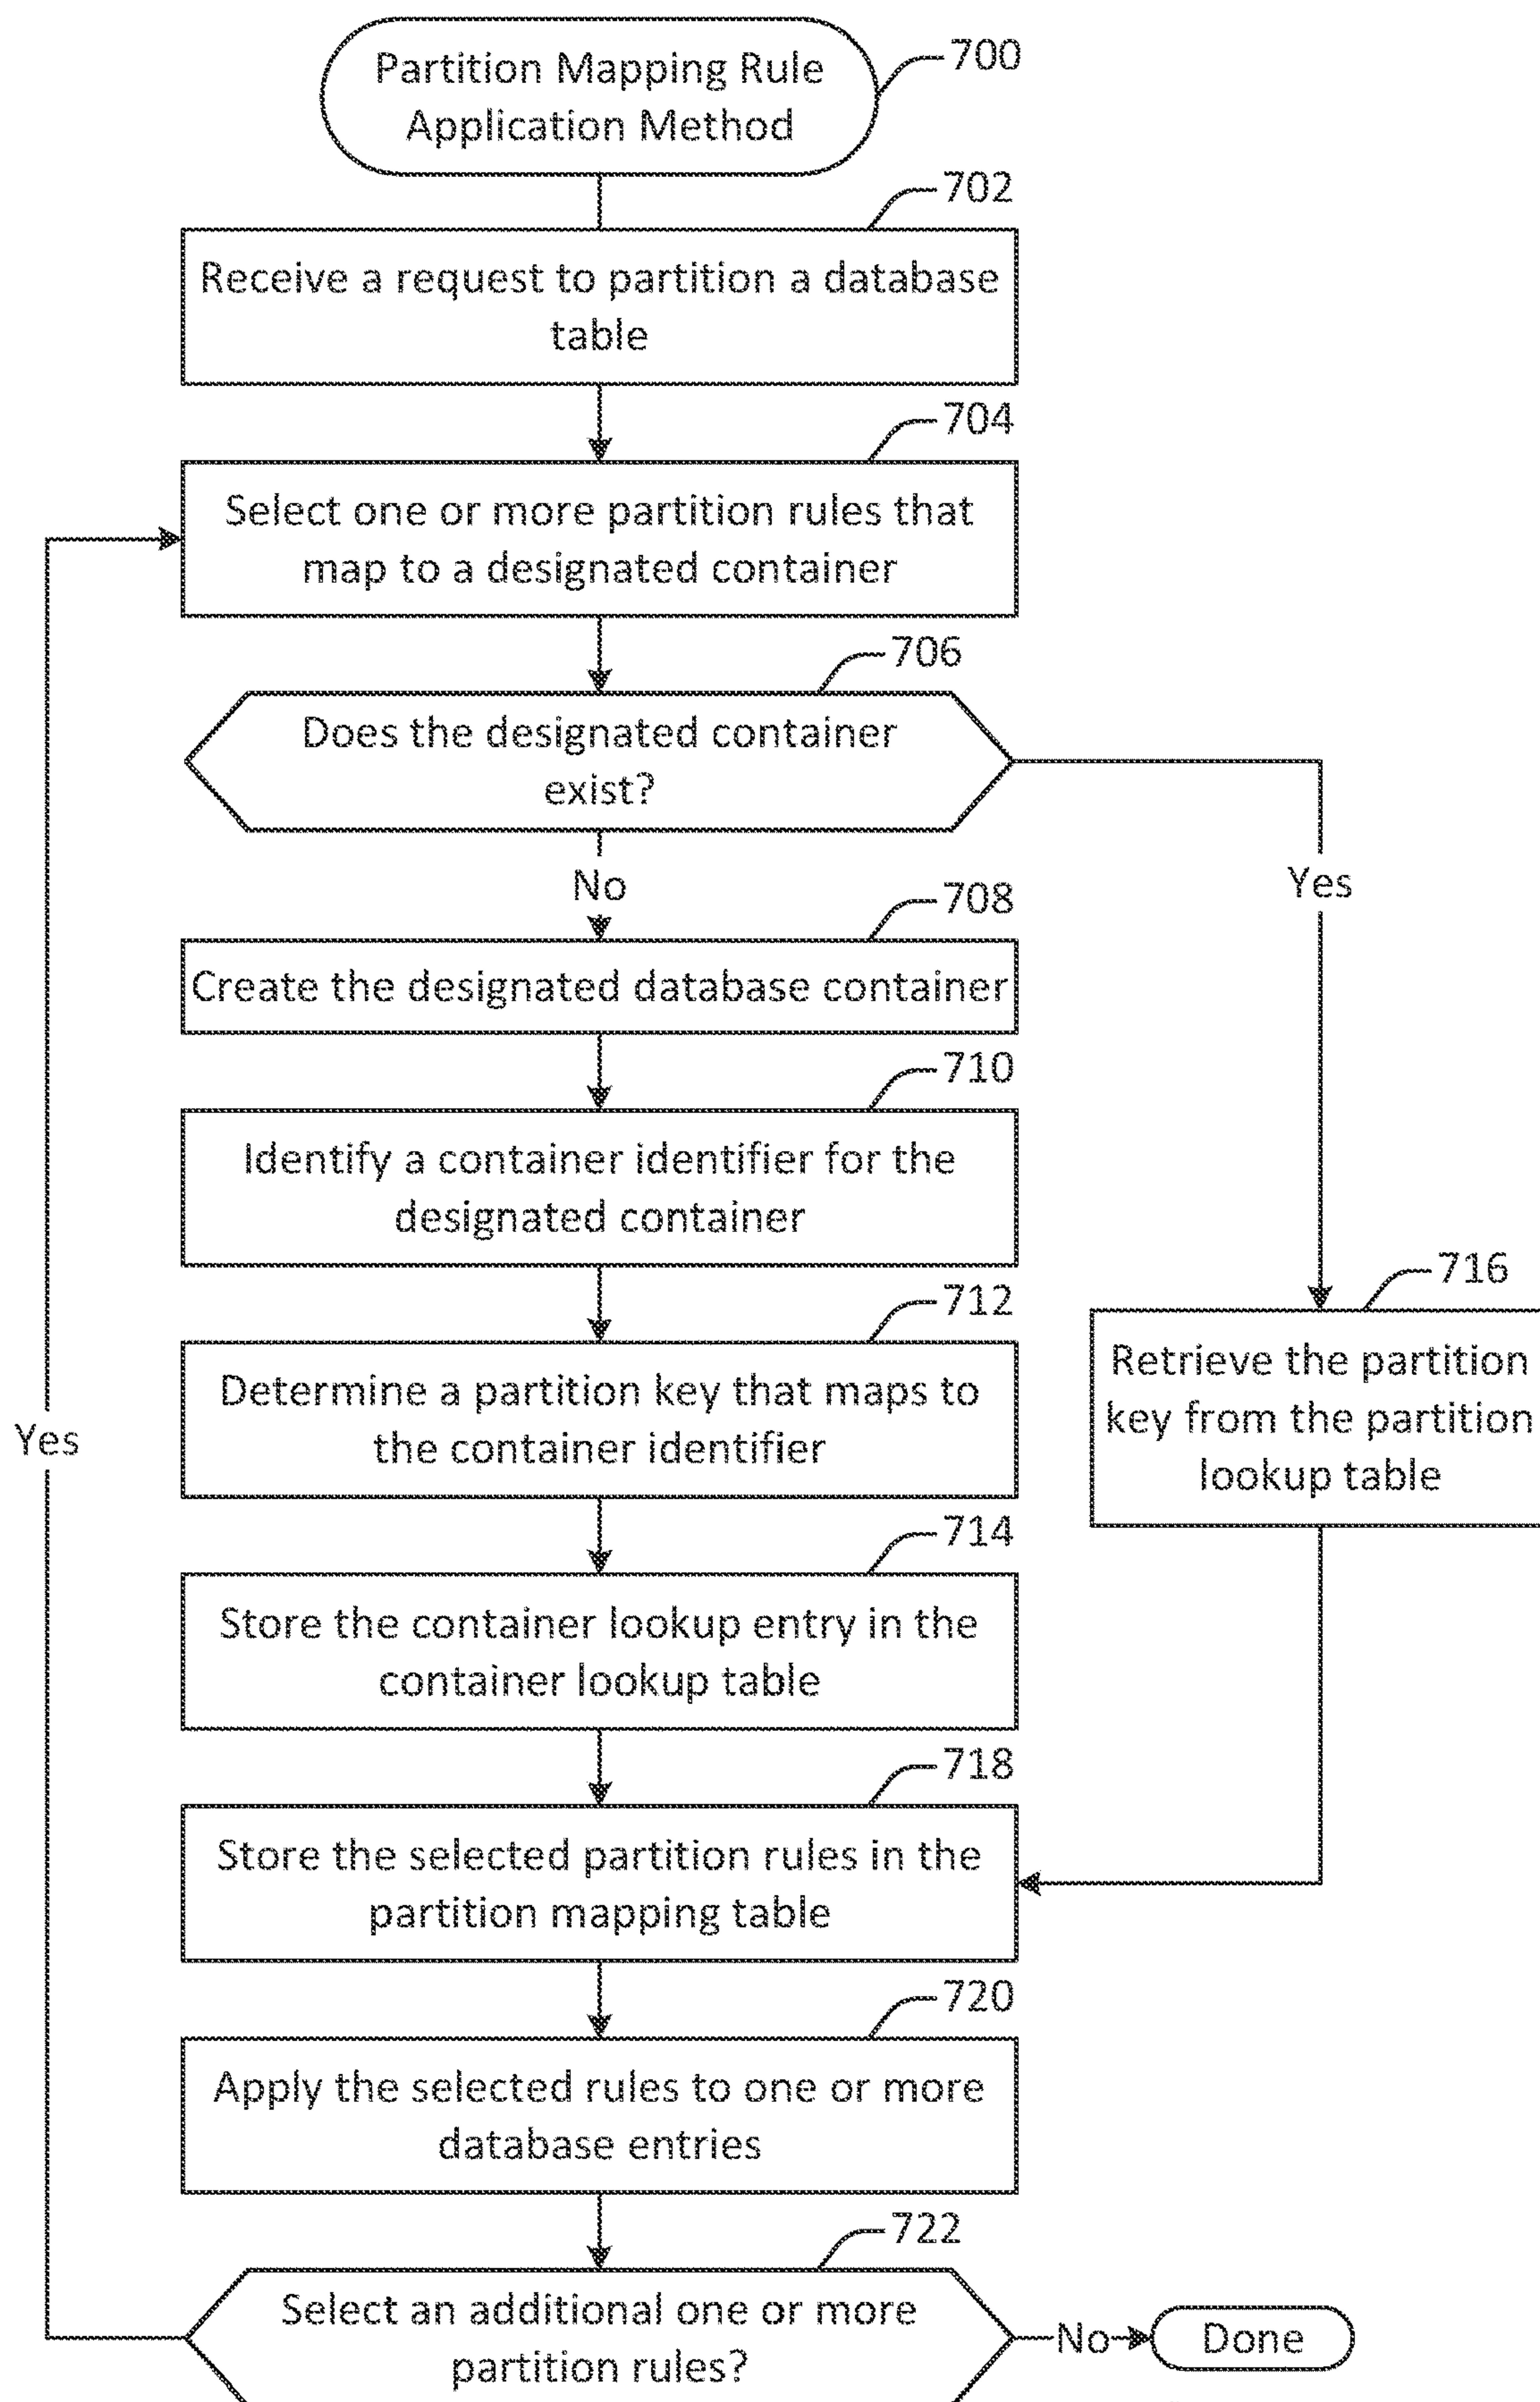 Partition Mapping Rule
Application Method
700
702
Receive a request to partition a database
table
704
Select one or more partition rules that
map to a designated container
706
Does the designated container
exist?
No
Yes
708
Create the designated database container
710
Identify a container identifier for the
designated container
712
Determine a partition key that maps to
the container identifier
714
Store the container lookup entry in the
container lookup table
716
Retrieve the partition
key from the partition
lookup table
718
Store the selected partition rules in the
partition mapping table
720
Apply the selected rules to one or more
database entries
722
Select an additional one or more
partition rules?
Yes
No
Done